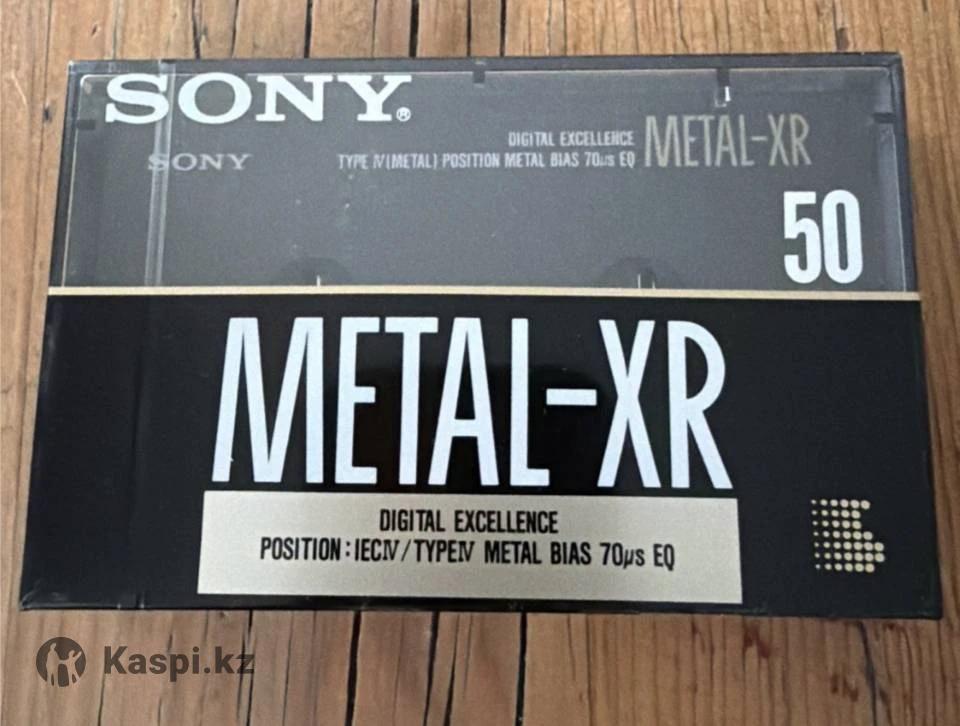 SONY®
SONY
DIGITAL EXCELLENCE
TYPE IV (METAL) POSITION METAL BIAS 70µs EQ
METAL-XR
50
METAL-XR
DIGITAL EXCELLENCE
POSITION : IECIV/TYPEIV METAL BIAS 70µs EQ
Kaspi.kz